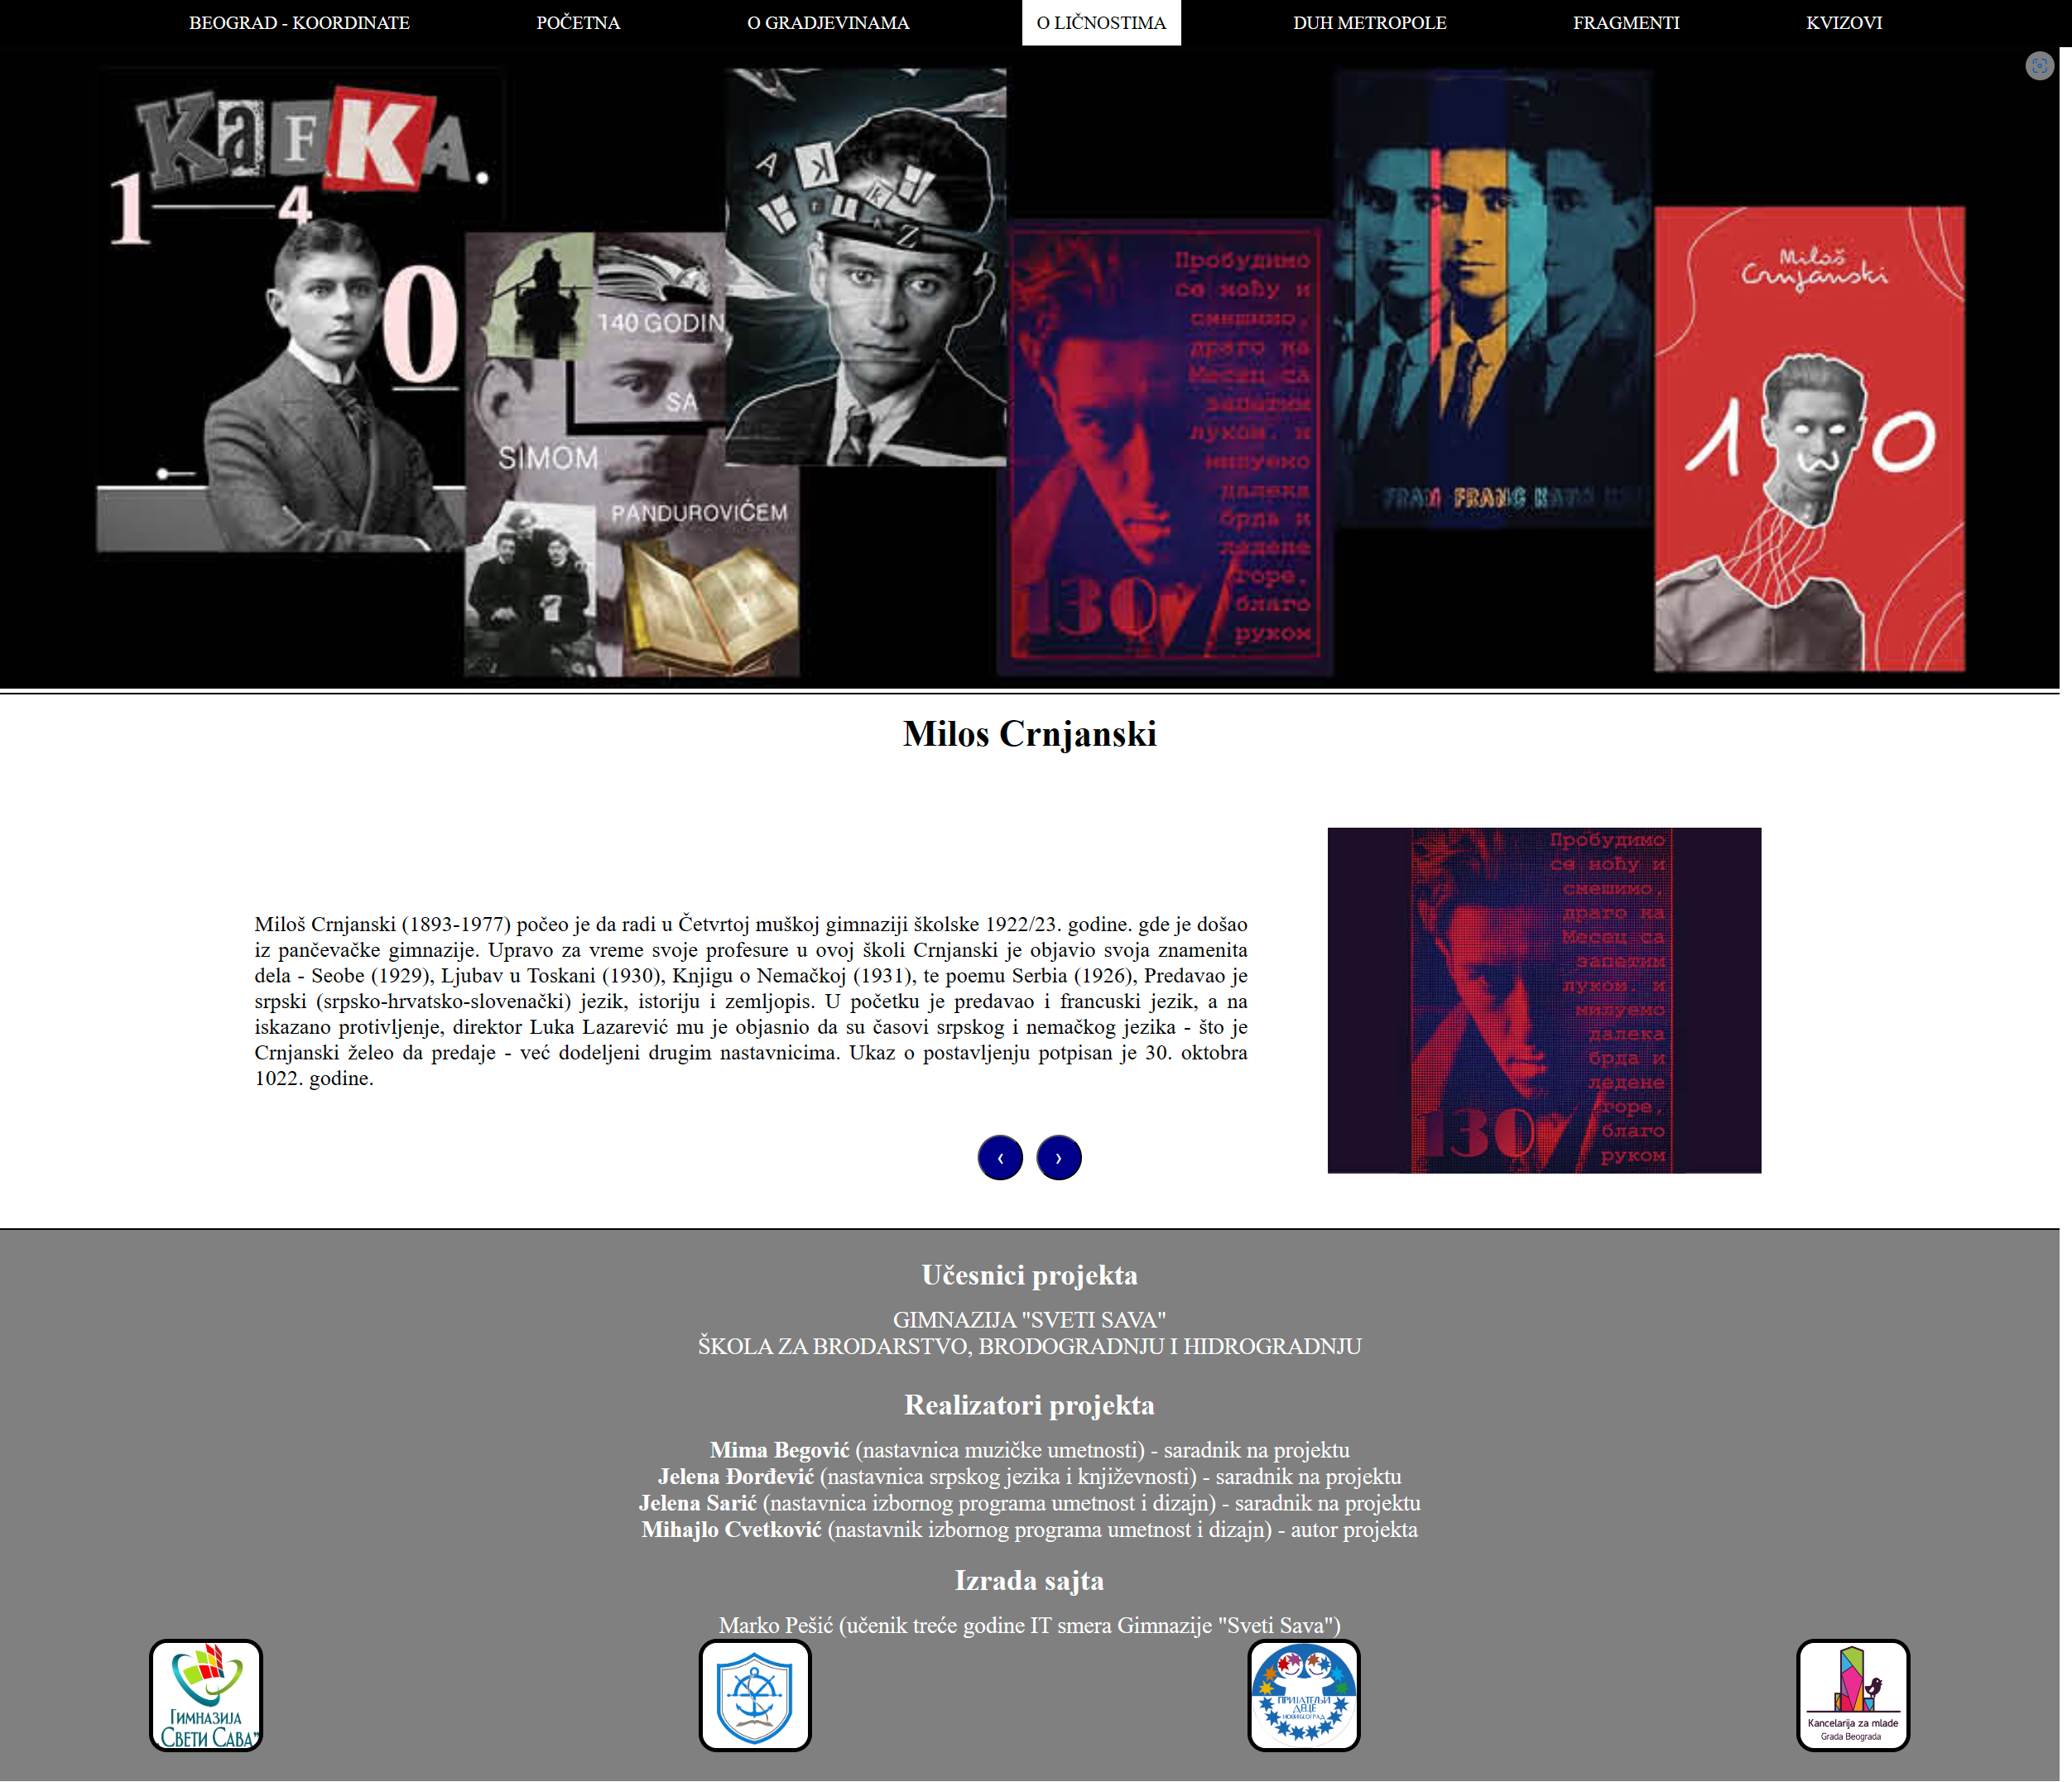 BEOGRAD - KOORDINATE
POČETNA
O GRADJEVINAMA
O LIČNOSTIMA
DUH METROPOLE
FRAGMENTI
KVIZOVI
KaFKA.
1 4
0
140 GODIN
SA
SIMOM
PANDUROVIĆEM
Пробудимо
се ноћу и
смешимо,
драго на
Месец са
запетим
луком. и
милујемо
далека
брда и
ледене
горе,
благо
руком
130
FRANC
Miloš
Crnjanski
1 0
Milos Crnjanski
Miloš Crnjanski (1893-1977) počeo je da radi u Četvrtoj muškoj gimnaziji školske 1922/23. godine. gde je došao
iz pančevačke gimnazije. Upravo za vreme svoje profesure u ovoj školi Crnjanski je objavio svoja znamenita
dela - Seobe (1929), Ljubav u Toskani (1930), Knjigu o Nemačkoj (1931), te poemu Serbia (1926), Predavao je
srpski (srpsko-hrvatsko-slovenački) jezik, istoriju i zemljopis. U početku je predavao i francuski jezik, a na
iskazano protivljenje, direktor Luka Lazarević mu je objasnio da su časovi srpskog i nemačkog jezika - što je
Crnjanski želeo da predaje - već dodeljeni drugim nastavnicima. Ukaz o postavljenju potpisan je 30. oktobra
1022. godine.
Пробудимо
се ноћу и
смешимо,
драго на
Месец са
запетим
луком. и
милујемо
далека
брда и
ледене
горе,
благо
руком
130
‹ ›
Učesnici projekta
GIMNAZIJA "SVETI SAVA"
ŠKOLA ZA BRODARSTVO, BRODOGRADNJU I HIDROGRADNJU
Realizatori projekta
Mima Begović (nastavnica muzičke umetnosti) - saradnik na projektu
Jelena Đorđević (nastavnica srpskog jezika i književnosti) - saradnik na projektu
Jelena Sarić (nastavnica izbornog programa umetnost i dizajn) - saradnik na projektu
Mihajlo Cvetković (nastavnik izbornog programa umetnost i dizajn) - autor projekta
Izrada sajta
Marko Pešić (učenik treće godine IT smera Gimnazije "Sveti Sava")
Гимназија
"Свети Сава"
ПРИЈАТЕЉИ
ДЕЦЕ
НОВИ БЕОГРАД
Kancelarija za mlade
Grada Beograda